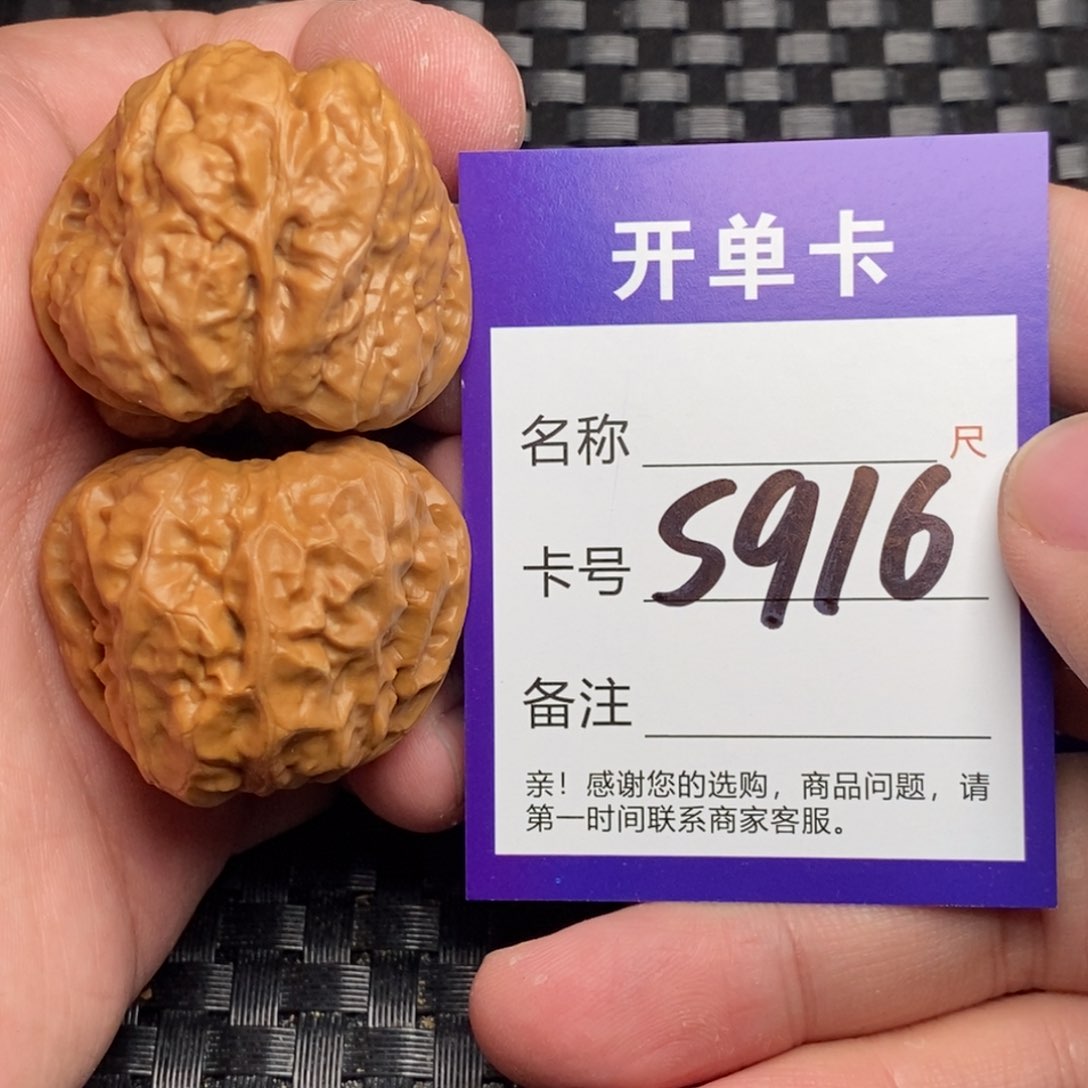 开单卡
名称 尺
卡号 S916
备注
亲！感谢您的选购，商品问题，请
第一时间联系商家客服。